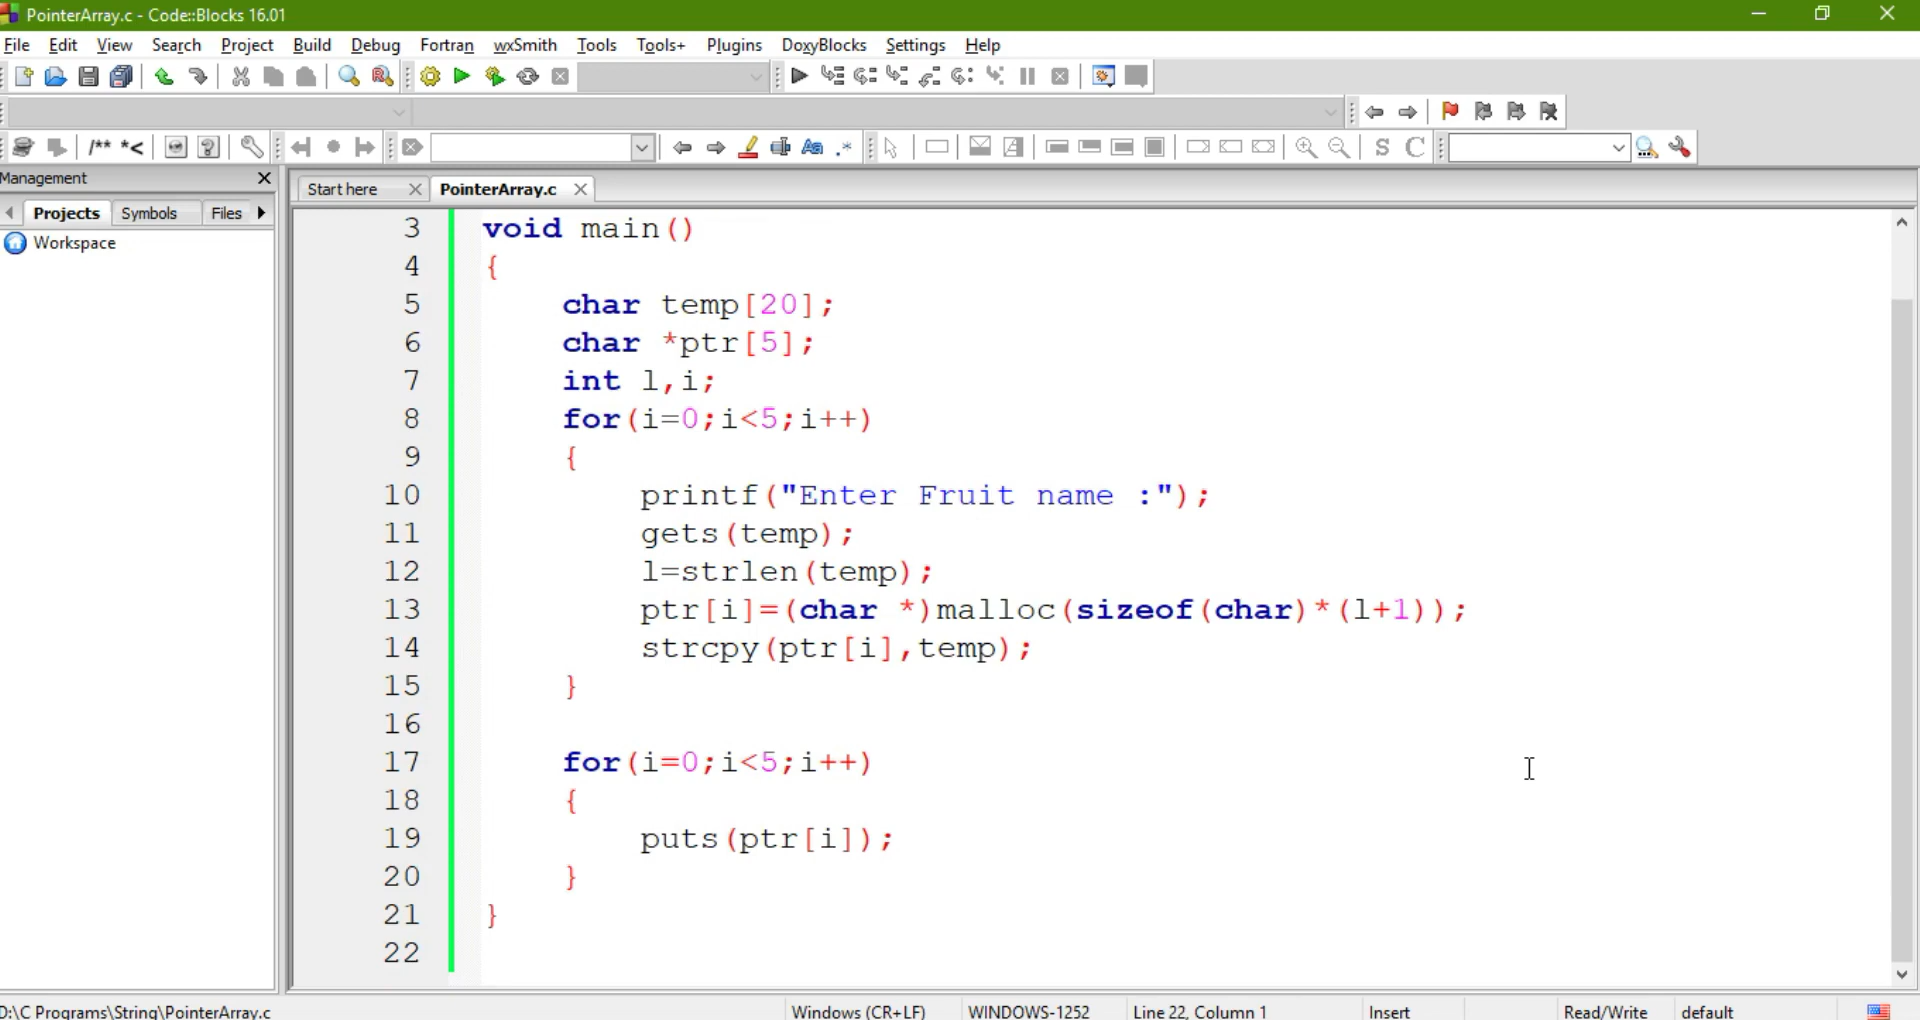 PointerArray.c - Code::Blocks 16.01
File Edit View Search Project Build Debug Fortran wxSmith Tools Tools+ Plugins DoxyBlocks Settings Help
/** *<
Aa .*
S C
Management
Start here PointerArray.c
Projects Symbols Files
Workspace
3 void main()
4 {
5 char temp[20];
6 char *ptr[5];
7 int l,i;
8 for(i=0;i<5;i++)
9 {
10 printf("Enter Fruit name :");
11 gets(temp);
12 l=strlen(temp);
13 ptr[i]=(char *)malloc(sizeof(char)*(l+1));
14 strcpy(ptr[i],temp);
15 }
16
17 for(i=0;i<5;i++)
18 {
19 puts(ptr[i]);
20 }
21 }
22
D:\C Programs\String\PointerArray.c Windows (CR+LF) WINDOWS-1252 Line 22, Column 1 Insert Read/Write default